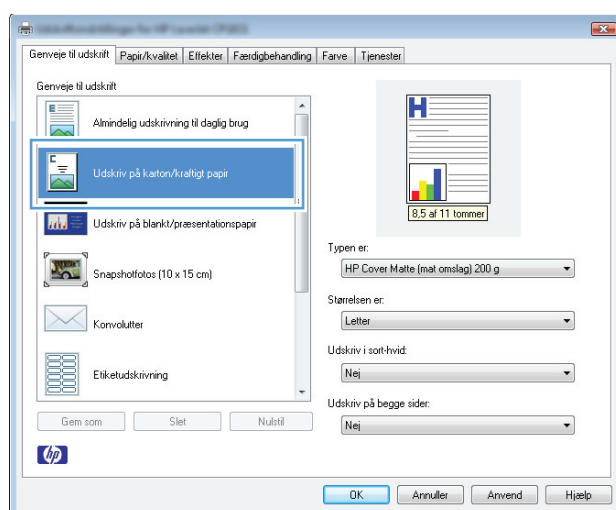 Genveje til udskrift Papir/kvalitet Effekter Færdigbehandling Farve Tjenester
Genveje til udskrift
Almindelig udskrivning til daglig brug
Udskriv på karton/kraftigt papir
Udskriv på blankt/præsentationspapir
Snapshotfotos (10 x 15 cm)
Konvolutter
Etiketudskrivning
Gem som Slet Nulstil
hp
E
C
H
8,5 af 11 tommer
Typen er:
HP Cover Matte (mat omslag) 200 g
Størrelsen er:
Letter
Udskriv i sort-hvid:
Nej
Udskriv på begge sider:
Nej
OK Annuller Anvend Hjælp